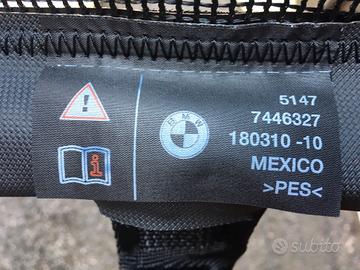 BMW
5147
7446327
180310 -10
MEXICO
>PES<
subito